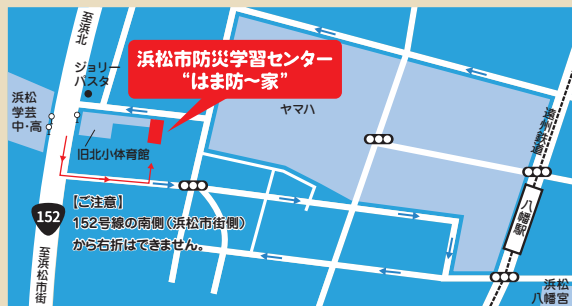 至浜北
ジョリー
パスタ
浜松
学芸
中・高
浜松市防災学習センター
“はま防〜家”
ヤマハ
旧北小体育館
遠州鉄道
八幡駅
【ご注意】
152号線の南側（浜松市街側）
から右折はできません。
152
至浜松市街
浜松
八幡宮